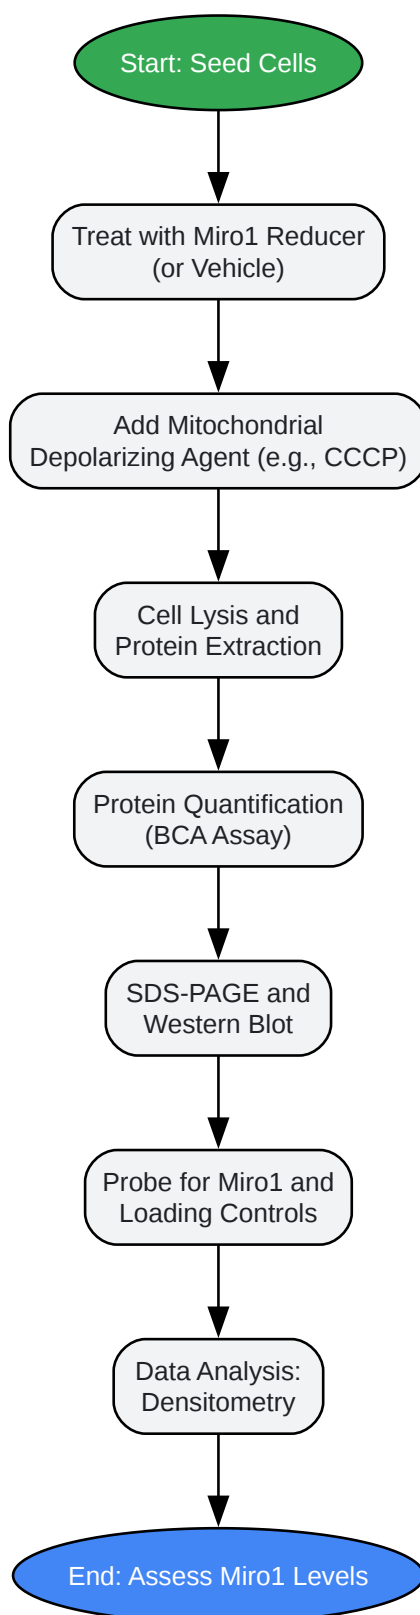 Start: Seed Cells
Treat with Miro1 Reducer
(or Vehicle)
Add Mitochondrial
Depolarizing Agent (e.g., CCCP)
Cell Lysis and
Protein Extraction
Protein Quantification
(BCA Assay)
SDS-PAGE and
Western Blot
Probe for Miro1 and
Loading Controls
Data Analysis:
Densitometry
End: Assess Miro1 Levels